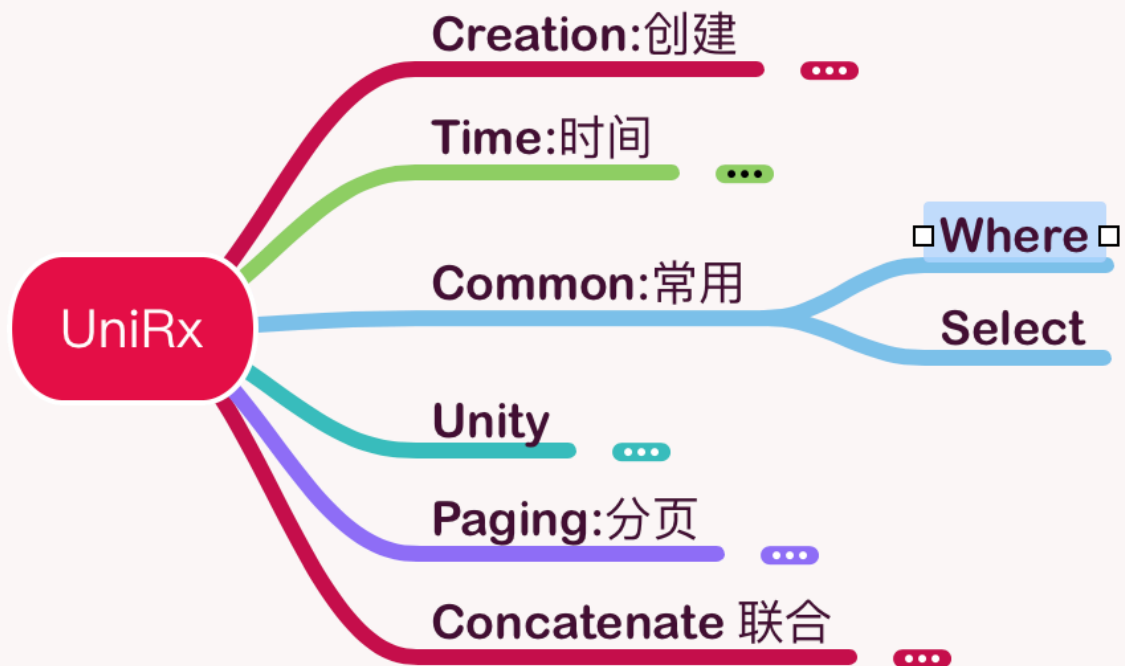 UniRx
Creation:创建
Time:时间
Common:常用
Where
Select
Unity
Paging:分页
Concatenate 联合